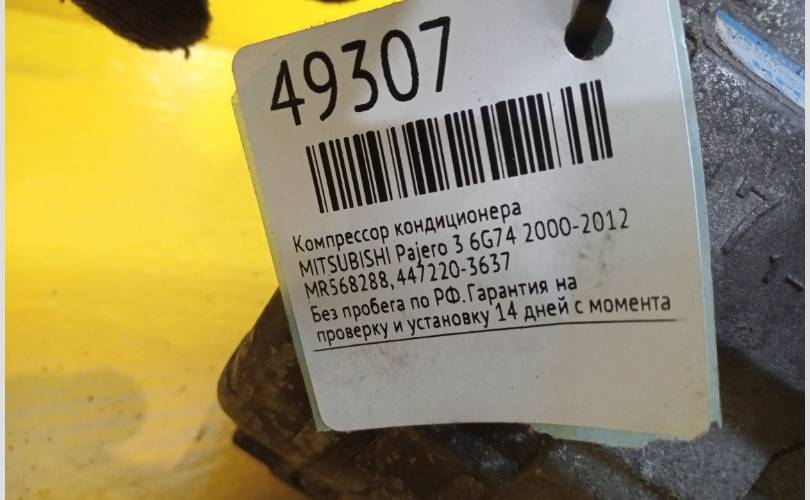 49307
Компрессор кондиционера
MITSUBISHI Pajero 3 6G74 2000-2012
MR568288,447220-3637
Без пробега по РФ.Гарантия на
проверку и установку 14 дней с момента